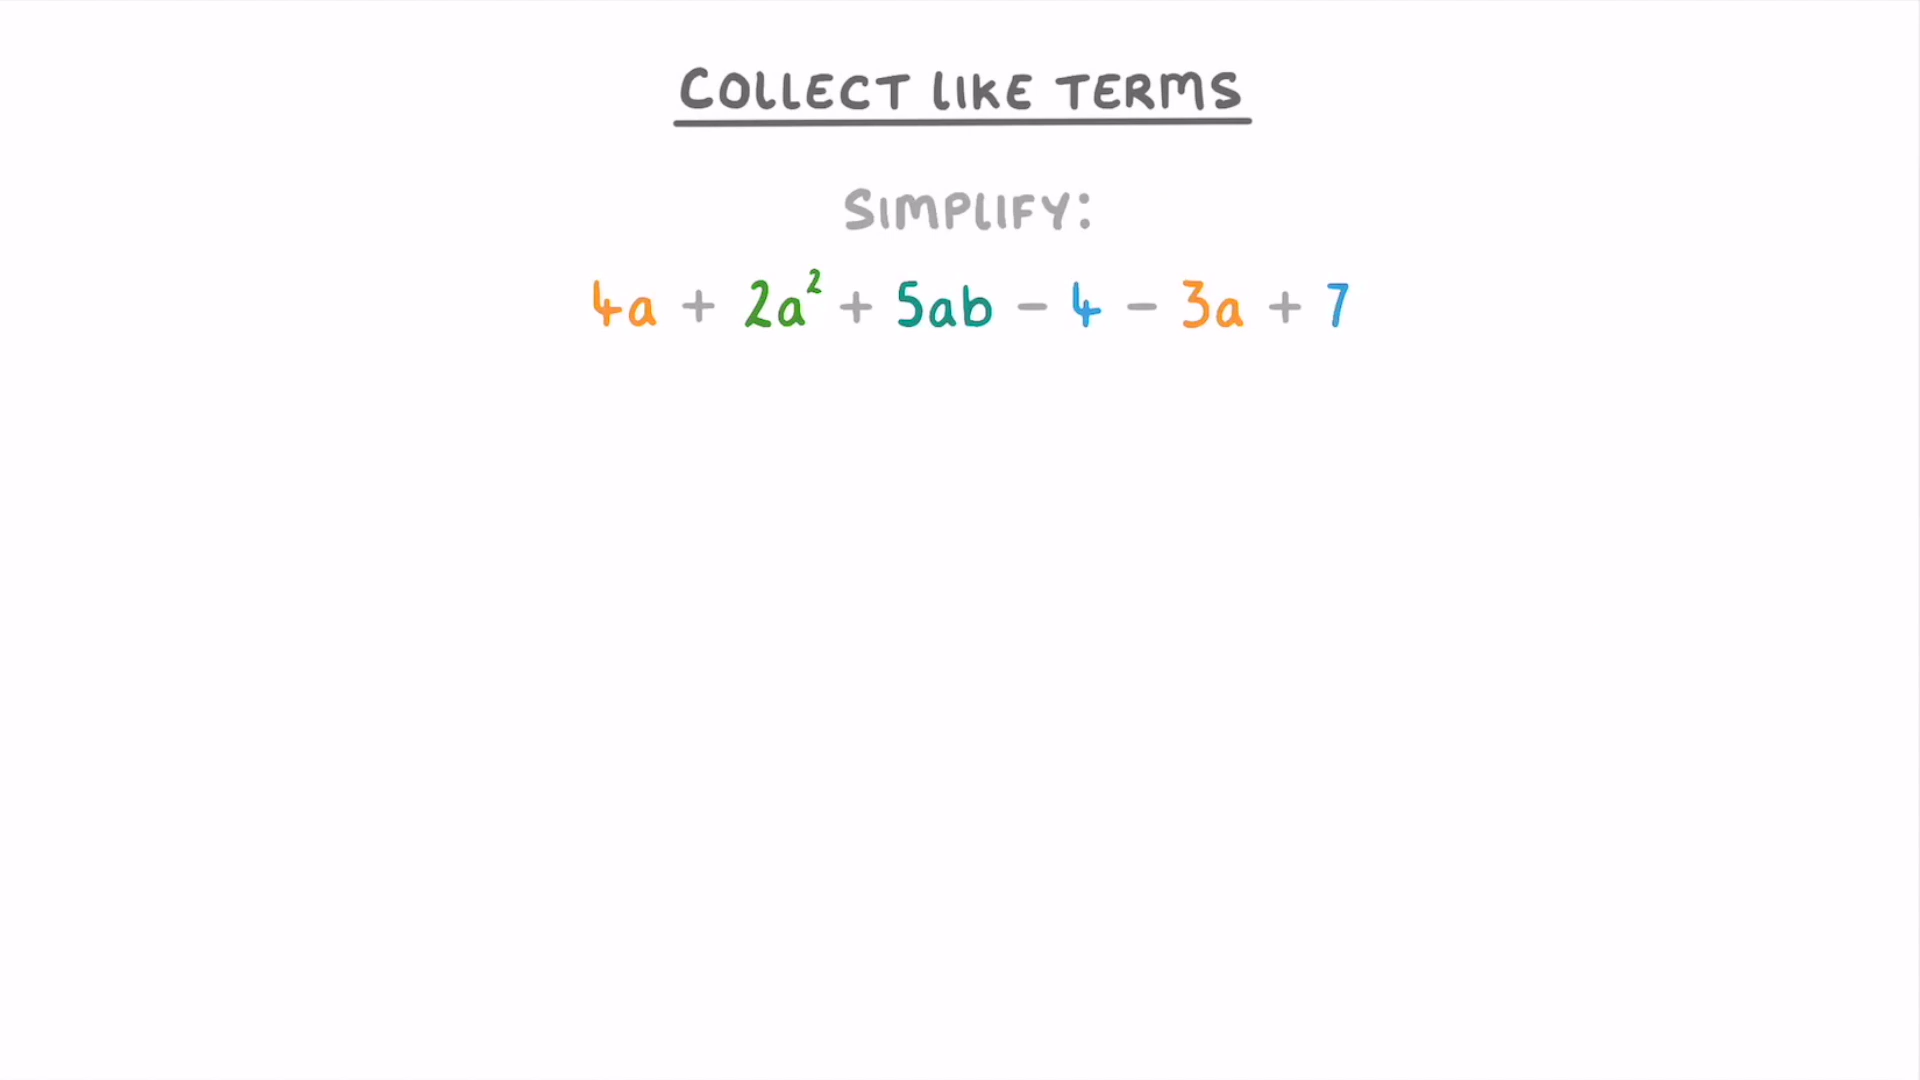 COLLECT LIKE TERMS
SIMPLIFY:
4a + 2a² + 5ab - 4 - 3a + 7